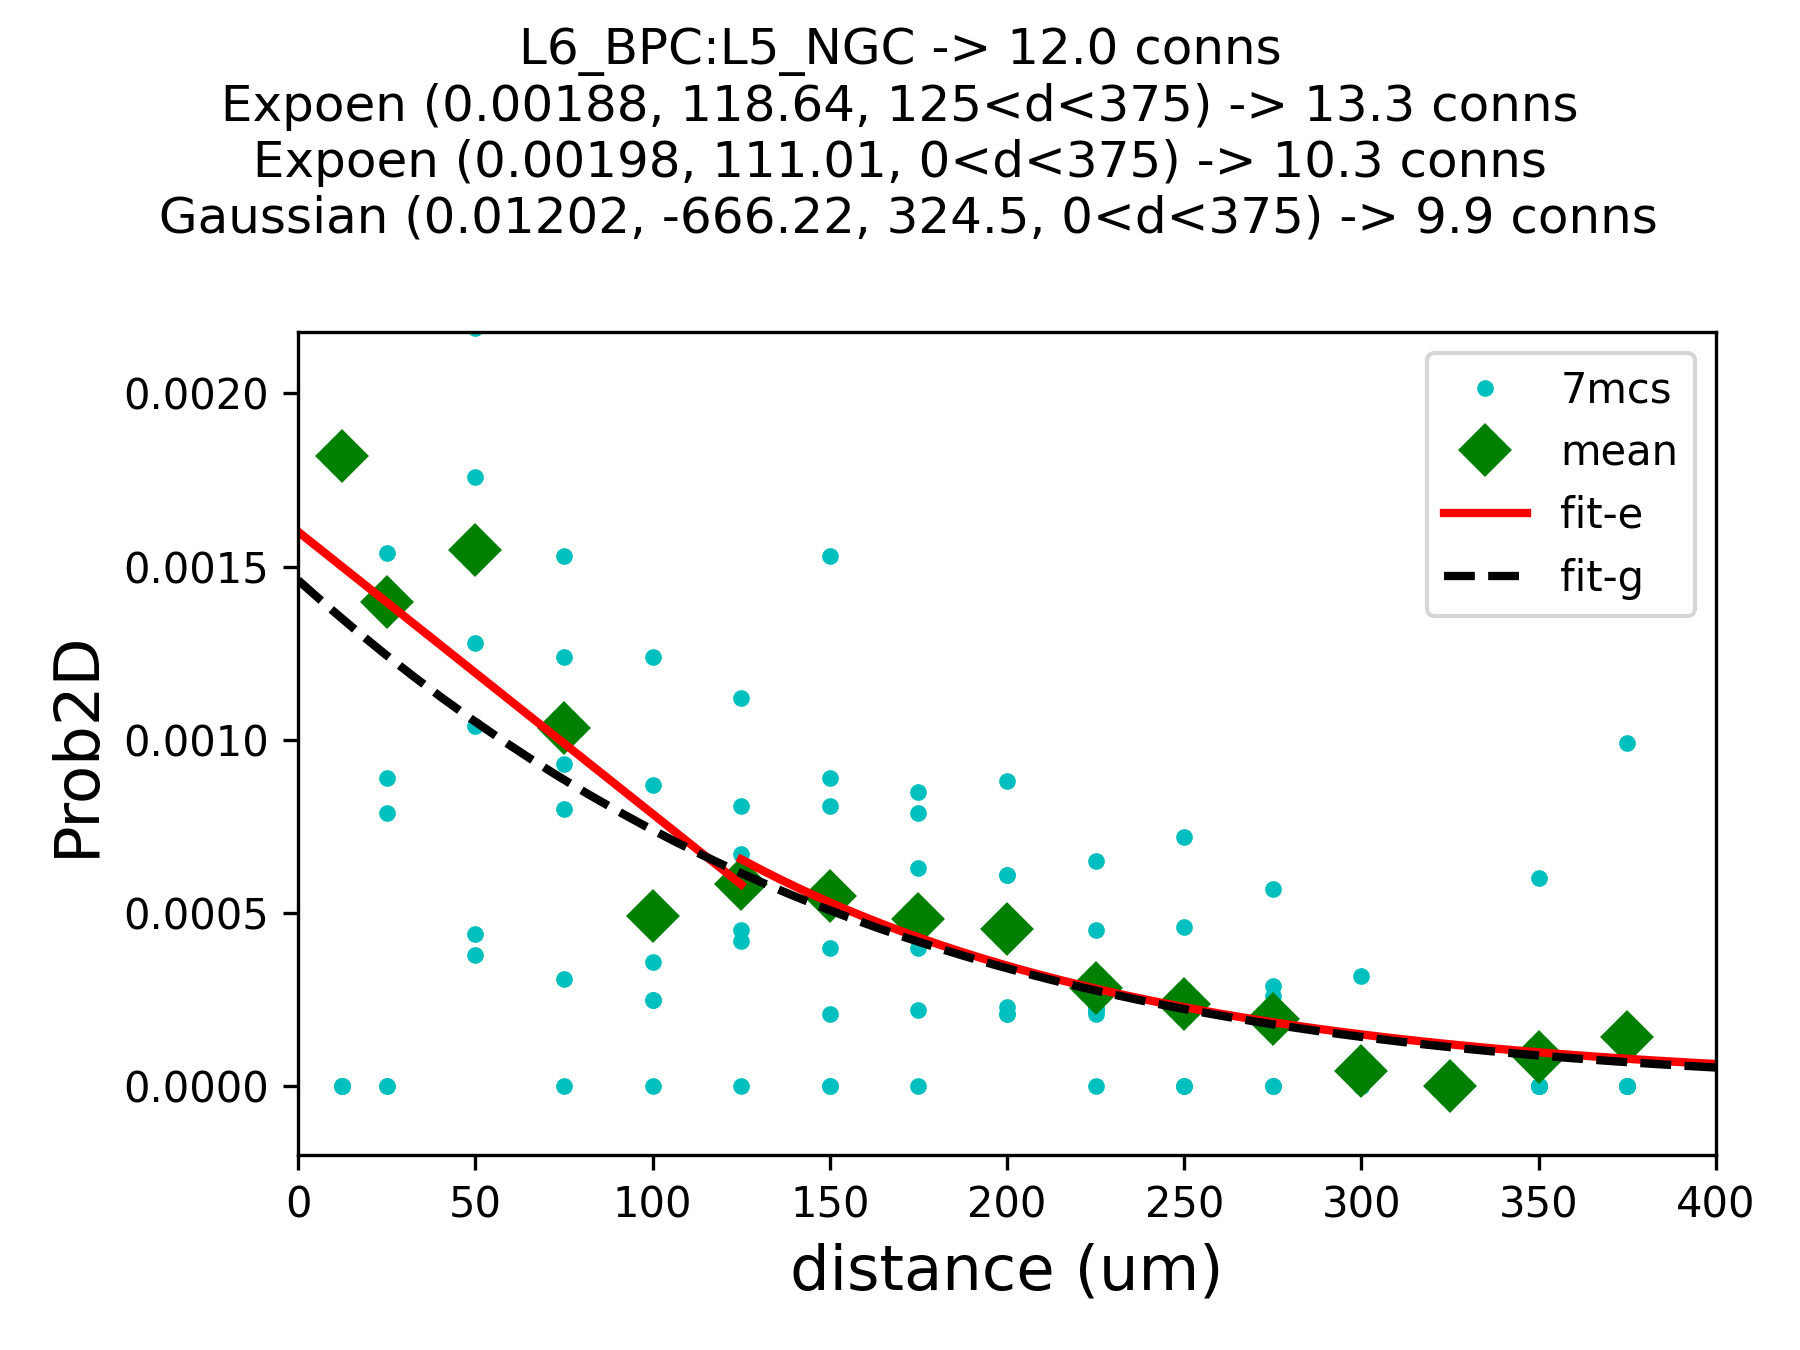 L6_BPC:L5_NGC -> 12.0 conns
Expoen (0.00188, 118.64, 125<d<375) -> 13.3 conns
Expoen (0.00198, 111.01, 0<d<375) -> 10.3 conns
Gaussian (0.01202, -666.22, 324.5, 0<d<375) -> 9.9 conns
7mcs
mean
fit-e
fit-g
Prob2D
0.0020
0.0015
0.0010
0.0005
0.0000
0 50 100 150 200 250 300 350 400
distance (um)